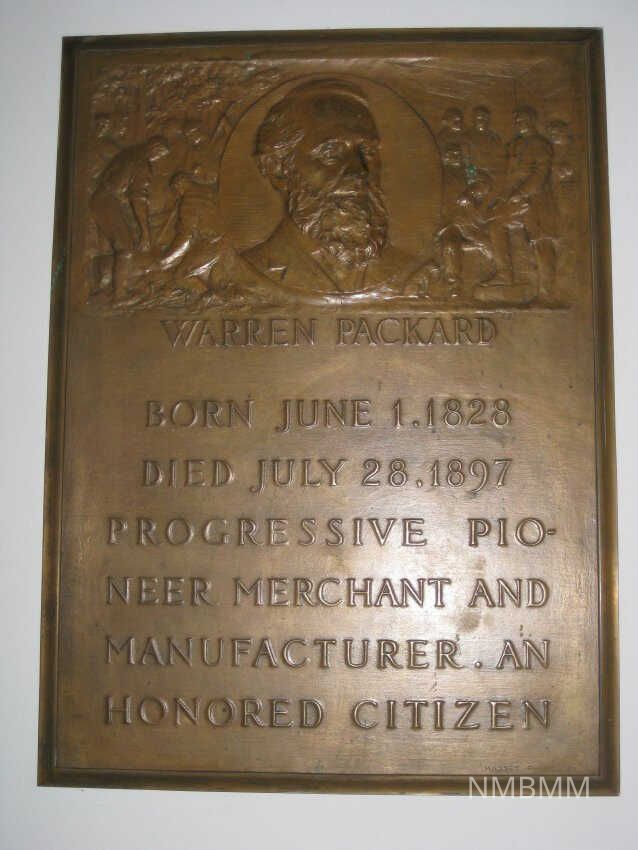 WARREN PACKARD
BORN JUNE 1.1828
DIED JULY 28.1897
PROGRESSIVE PIO-
NEER MERCHANT AND
MANUFACTURER. AN
HONORED CITIZEN
NMBMM